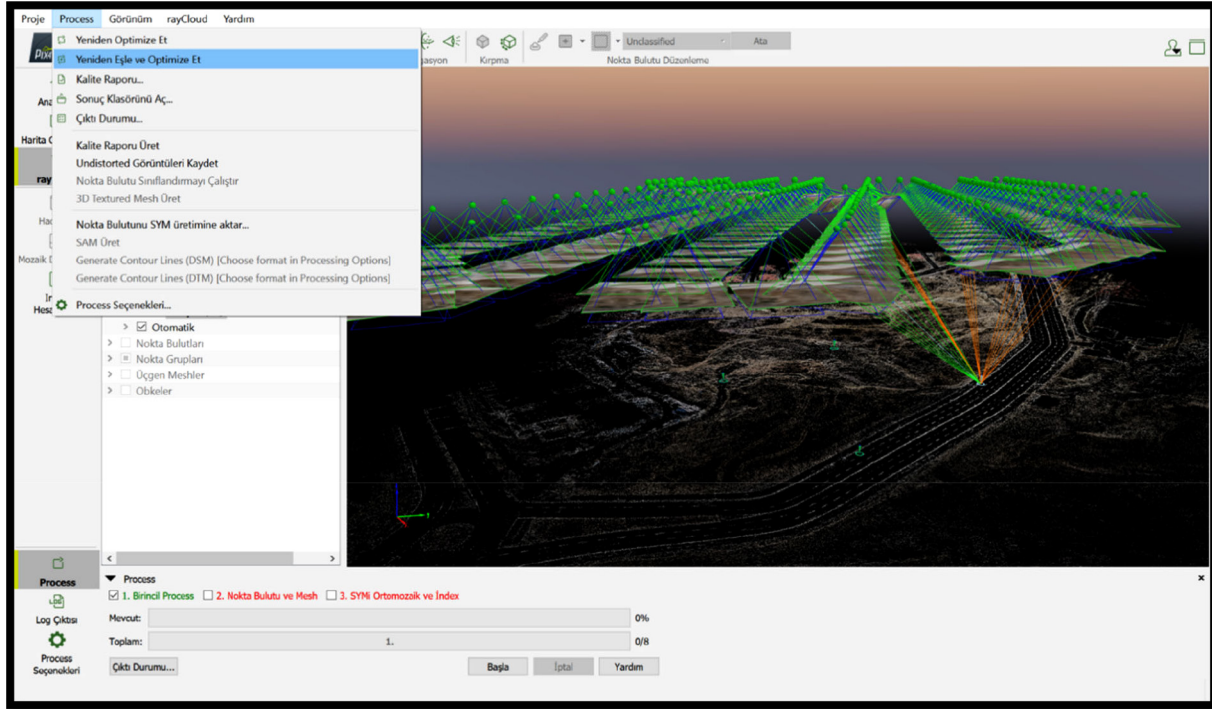 Proje Process Görünüm rayCloud Yardım
Yeniden Optimize Et
Yeniden Eşle ve Optimize Et
Kalite Raporu...
Sonuç Klasörünü Aç...
Çıktı Durumu...
Kalite Raporu Üret
Undistorted Görüntüleri Kaydet
Nokta Bulutu Sınıflandırmayı Çalıştır
3D Textured Mesh Üret
Nokta Bulutunu SYM üretimine aktar...
SAM Üret
Generate Contour Lines (DSM) [Choose format in Processing Options]
Generate Contour Lines (DTM) [Choose format in Processing Options]
Process Seçenekleri...
Kırpma
Unclassified
Ata
Nokta Bulutu Düzenleme
Harita
ray
Mozaik
Otomatik
Nokta Bulutları
Nokta Grupları
Üçgen Meshler
Objeler
Process
Log Çıktısı
Process
Seçenekleri
Process
1. Birincil Process 2. Nokta Bulutu ve Mesh 3. SYMi Ortomozaik ve İndex
Mevcut: 0%
Toplam: 1. 0/8
Çıktı Durumu... Başla İptal Yardım